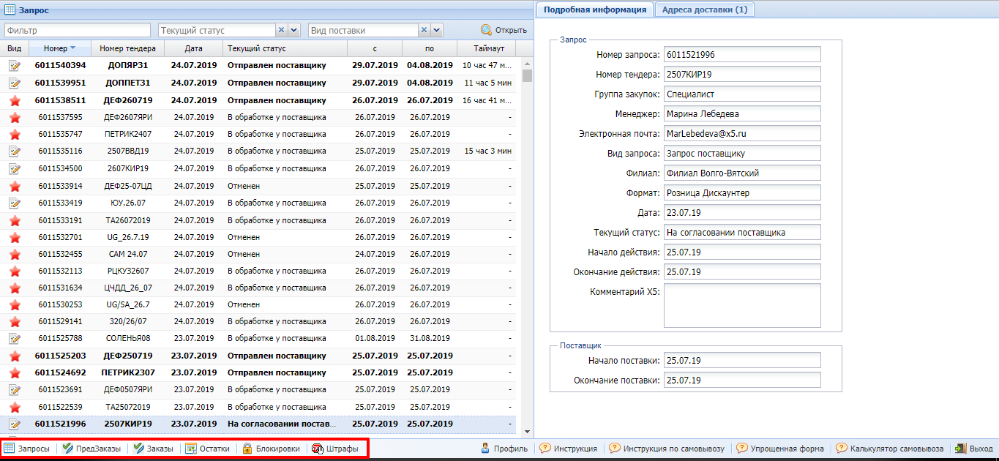 Запрос
Фильтр Текущий статус Вид поставки Открыть
Вид Номер Номер тендера Дата Текущий статус с по Таймаут
6011540394 ДОПЯР31 24.07.2019 Отправлен поставщику 29.07.2019 04.08.2019 10 час 47 м...
6011539951 ДОППЕТ31 24.07.2019 Отправлен поставщику 29.07.2019 04.08.2019 11 час 5 мин
6011538511 ДЕФ260719 24.07.2019 Отправлен поставщику 26.07.2019 26.07.2019 16 час 41 м...
6011537595 ДЕФ2607ЯРИ 24.07.2019 В обработке у поставщика 26.07.2019 26.07.2019 -
6011535747 ПЕТРИК2407 24.07.2019 В обработке у поставщика 26.07.2019 26.07.2019 -
6011535116 2507ВВД19 24.07.2019 В обработке у поставщика 25.07.2019 25.07.2019 15 час 3 мин
6011534500 2607КИР19 24.07.2019 В обработке у поставщика 26.07.2019 26.07.2019 -
6011533914 ДЕФ25-07ЦД 24.07.2019 Отменен 25.07.2019 25.07.2019 -
6011533419 ЮУ.26.07 24.07.2019 В обработке у поставщика 26.07.2019 26.07.2019 -
6011533191 ТА26072019 24.07.2019 В обработке у поставщика 26.07.2019 26.07.2019 -
6011532701 UG_26.7.19 24.07.2019 Отменен 26.07.2019 26.07.2019 -
6011532455 САМ 24.07 24.07.2019 Отменен 24.07.2019 26.07.2019 -
6011532113 РЦКУЗ2607 24.07.2019 В обработке у поставщика 26.07.2019 26.07.2019 -
6011531634 ЦЧДД_26_07 24.07.2019 В обработке у поставщика 26.07.2019 26.07.2019 -
6011530253 UG/SA_26.7 24.07.2019 Отменен 26.07.2019 26.07.2019 -
6011529141 320/26/07 24.07.2019 В обработке у поставщика 26.07.2019 26.07.2019 -
6011525788 СОЛЕНЬЯ08 23.07.2019 В обработке у поставщика 01.08.2019 31.08.2019 -
6011525203 ДЕФ250719 23.07.2019 Отправлен поставщику 25.07.2019 25.07.2019 -
6011524692 ПЕТРИК2307 23.07.2019 Отправлен поставщику 25.07.2019 25.07.2019 -
6011523691 ДЕФ0507ЯРИ 23.07.2019 В обработке у поставщика 25.07.2019 25.07.2019 -
6011522539 ТА25072019 23.07.2019 В обработке у поставщика 25.07.2019 25.07.2019 -
6011521996 2507КИР19 23.07.2019 На согласовании постав... 25.07.2019 25.07.2019 -
Подробная информация Адреса доставки (1)
Запрос
Номер запроса: 6011521996
Номер тендера: 2507КИР19
Группа закупок: Специалист
Менеджер: Марина Лебедева
Электронная почта: MarLebedeva@x5.ru
Вид запроса: Запрос поставщику
Филиал: Филиал Волго-Вятский
Формат: Розница Дискаунтер
Дата: 23.07.19
Текущий статус: На согласовании поставщика
Начало действия: 25.07.19
Окончание действия: 25.07.19
Комментарий X5:
Поставщик
Начало поставки: 25.07.19
Окончание поставки: 25.07.19
Запросы ПредЗаказы Заказы Остатки Блокировки Штрафы Профиль Инструкция Инструкция по самовывозу Упрощенная форма Калькулятор самовывоза Выход